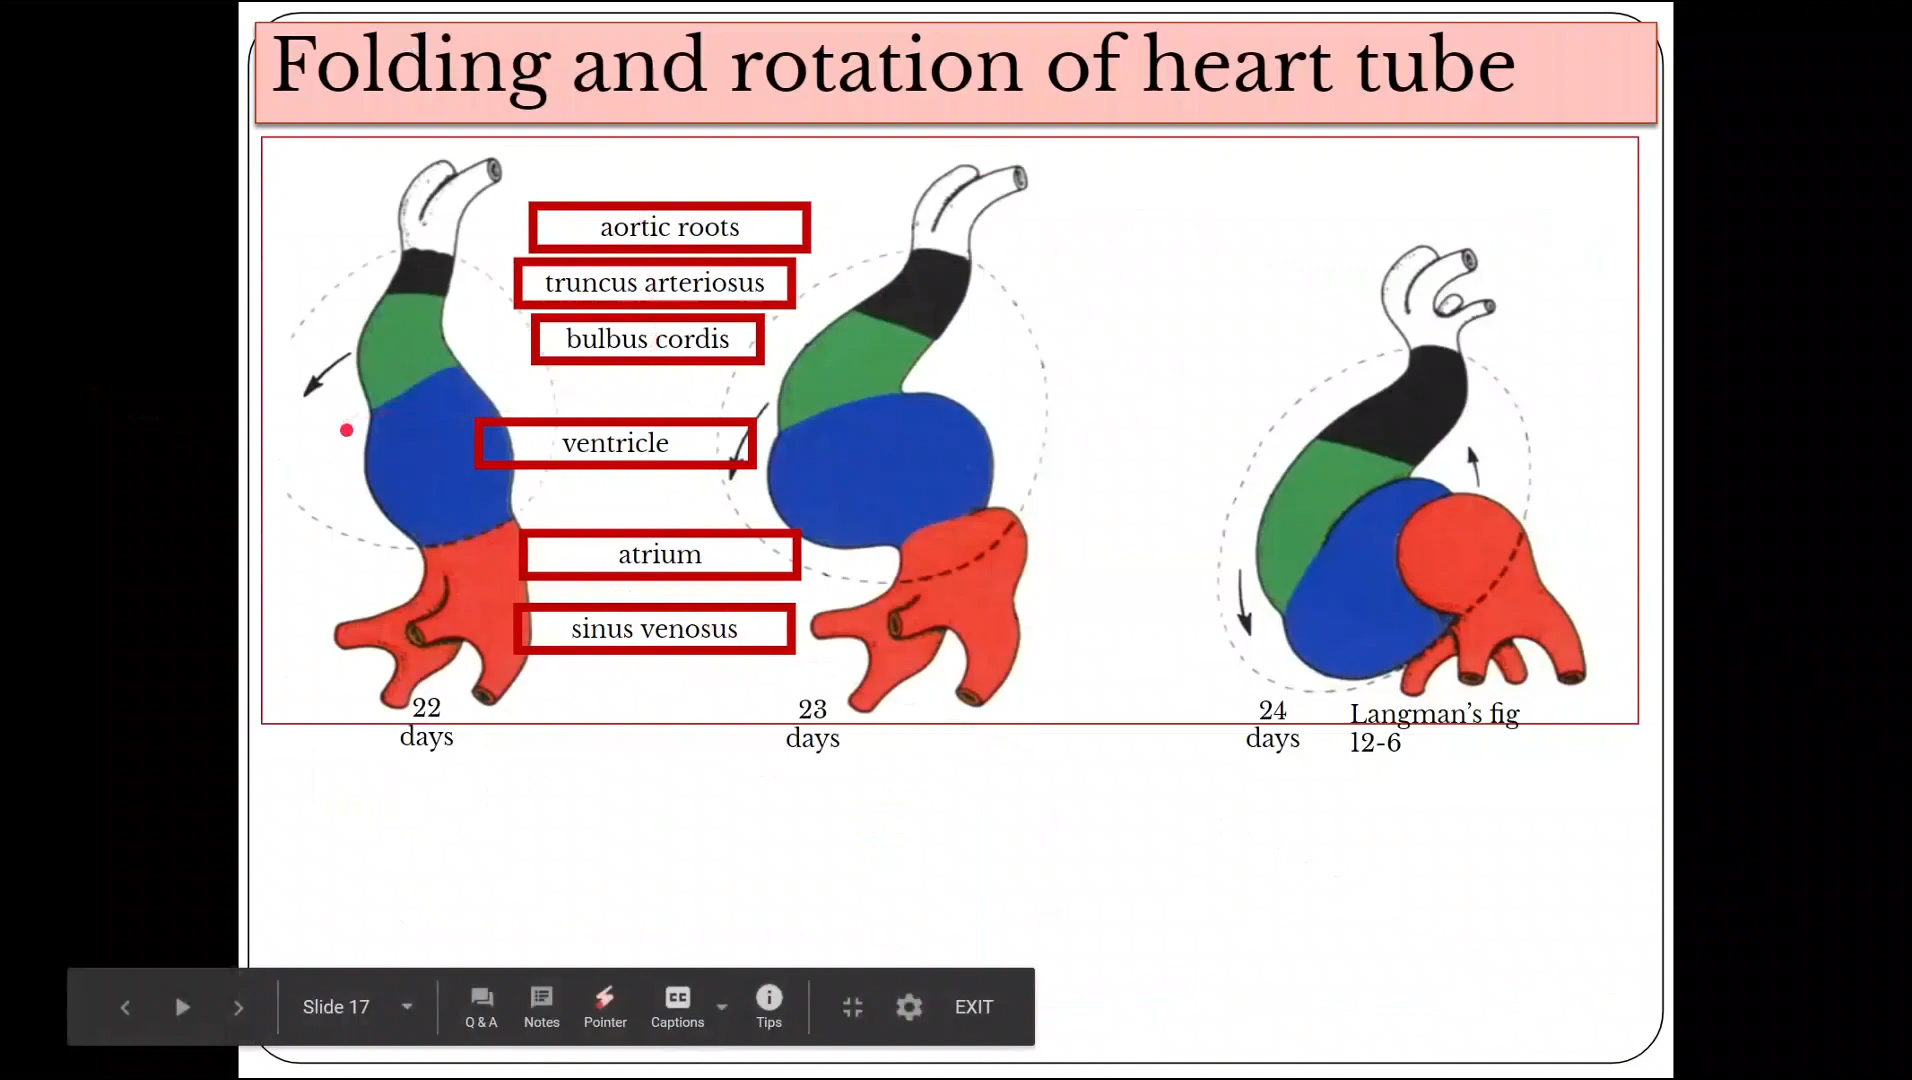 Folding and rotation of heart tube
aortic roots
truncus arteriosus
bulbus cordis
ventricle
atrium
sinus venosus
22
days
23
days
24
days
Langman's fig
12-6
Slide 17
Q & A
Notes
Pointer
CC
Captions
Tips
EXIT